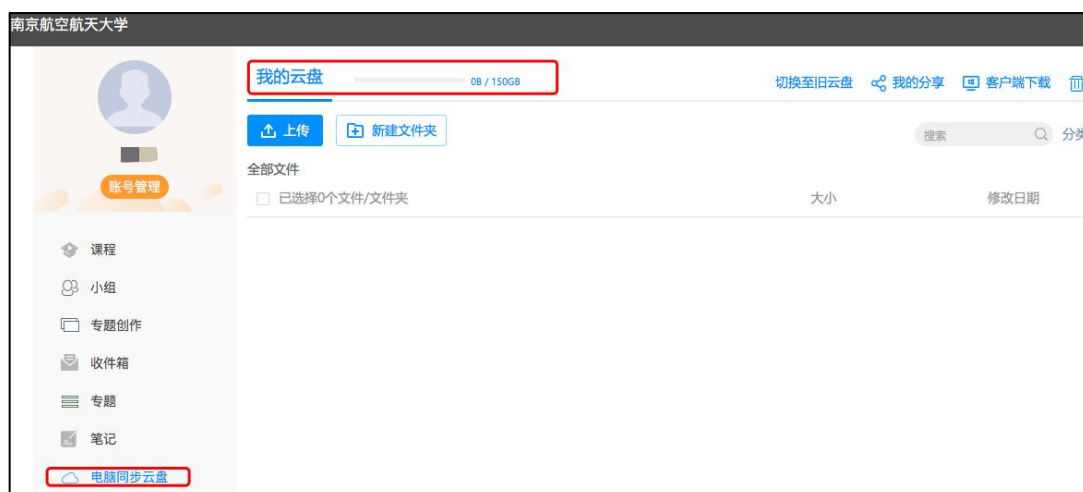 南京航空航天大学
我的云盘 0B / 150GB
切换至旧云盘 我的分享 客户端下载
上传 新建文件夹
搜索 分类
账号管理
全部文件
已选择0个文件/文件夹 大小 修改日期
课程
小组
专题创作
收件箱
专题
笔记
电脑同步云盘